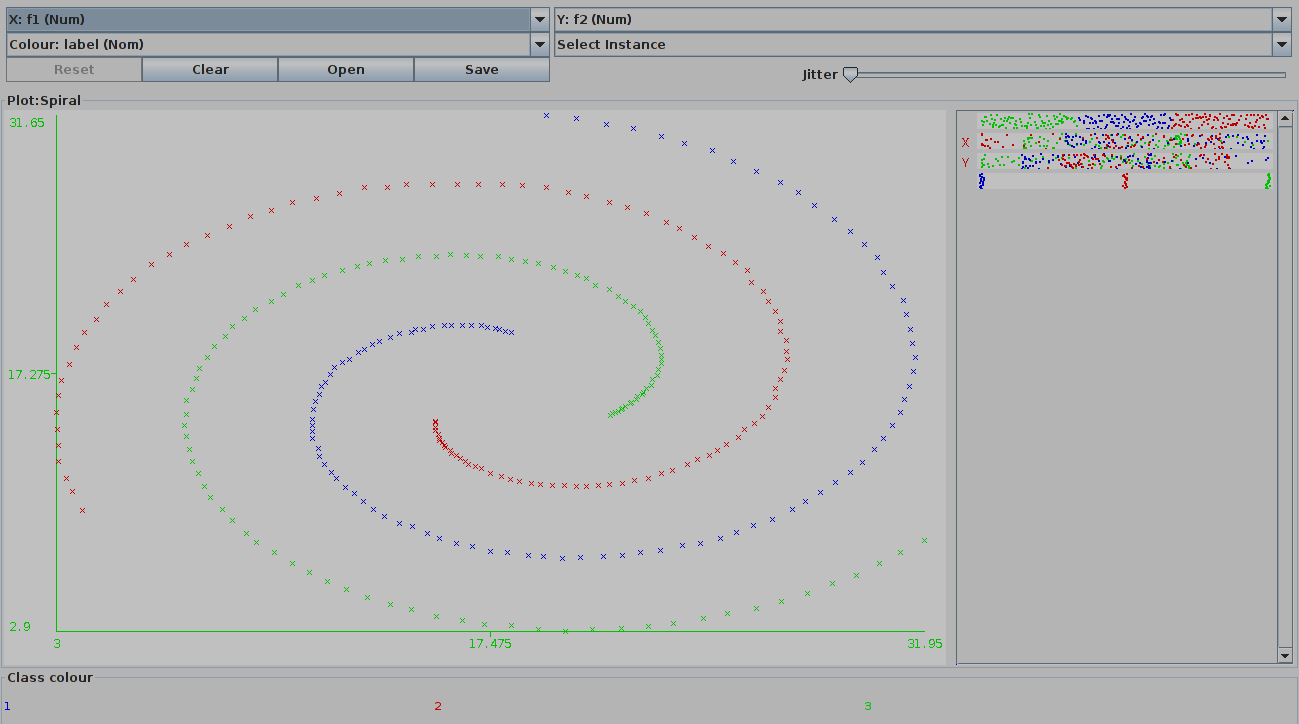 X: f1 (Num)
Y: f2 (Num)
Colour: label (Nom)
Select Instance
Reset
Clear
Open
Save
Jitter
Plot:Spiral
31.65
17.275
2.9
3
17.475
31.95
X
Y
Class colour
1
2
3